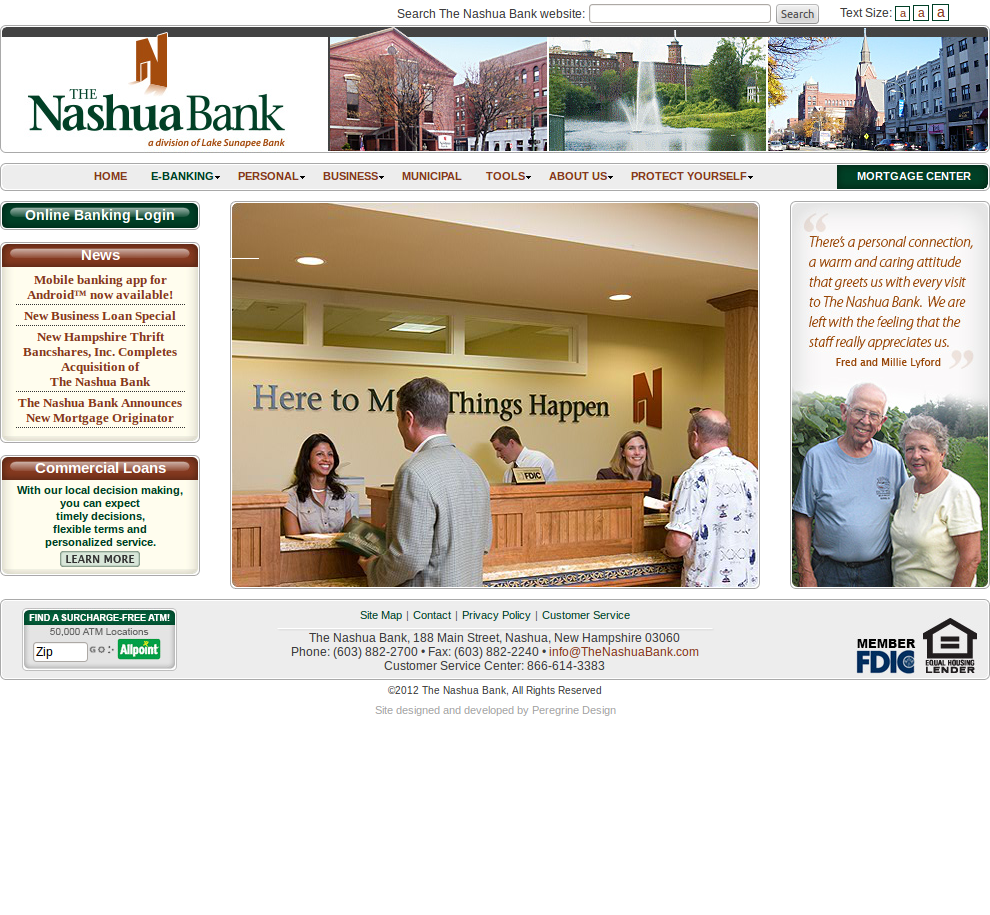 Search The Nashua Bank website: Search Text Size: a a a
THE
Nashua Bank
a division of Lake Sunapee Bank
HOME E-BANKING PERSONAL BUSINESS MUNICIPAL TOOLS ABOUT US PROTECT YOURSELF MORTGAGE CENTER
Online Banking Login
News
Mobile banking app for
Android™ now available!
New Business Loan Special
New Hampshire Thrift
Bancshares, Inc. Completes
Acquisition of
The Nashua Bank
The Nashua Bank Announces
New Mortgage Originator
Commercial Loans
With our local decision making,
you can expect
timely decisions,
flexible terms and
personalized service.
LEARN MORE
Here to M Things Happen
FDIC
“
There's a personal connection,
a warm and caring attitude
that greets us with every visit
to The Nashua Bank. We are
left with the feeling that the
staff really appreciates us.
”
Fred and Millie Lyford
FIND A SURCHARGE-FREE ATM!
50,000 ATM Locations
Zip GO: Allpoint
Site Map | Contact | Privacy Policy | Customer Service
The Nashua Bank, 188 Main Street, Nashua, New Hampshire 03060
Phone: (603) 882-2700 • Fax: (603) 882-2240 • info@TheNashuaBank.com
Customer Service Center: 866-614-3383
MEMBER
FDIC
EQUAL HOUSING
LENDER
©2012 The Nashua Bank, All Rights Reserved
Site designed and developed by Peregrine Design